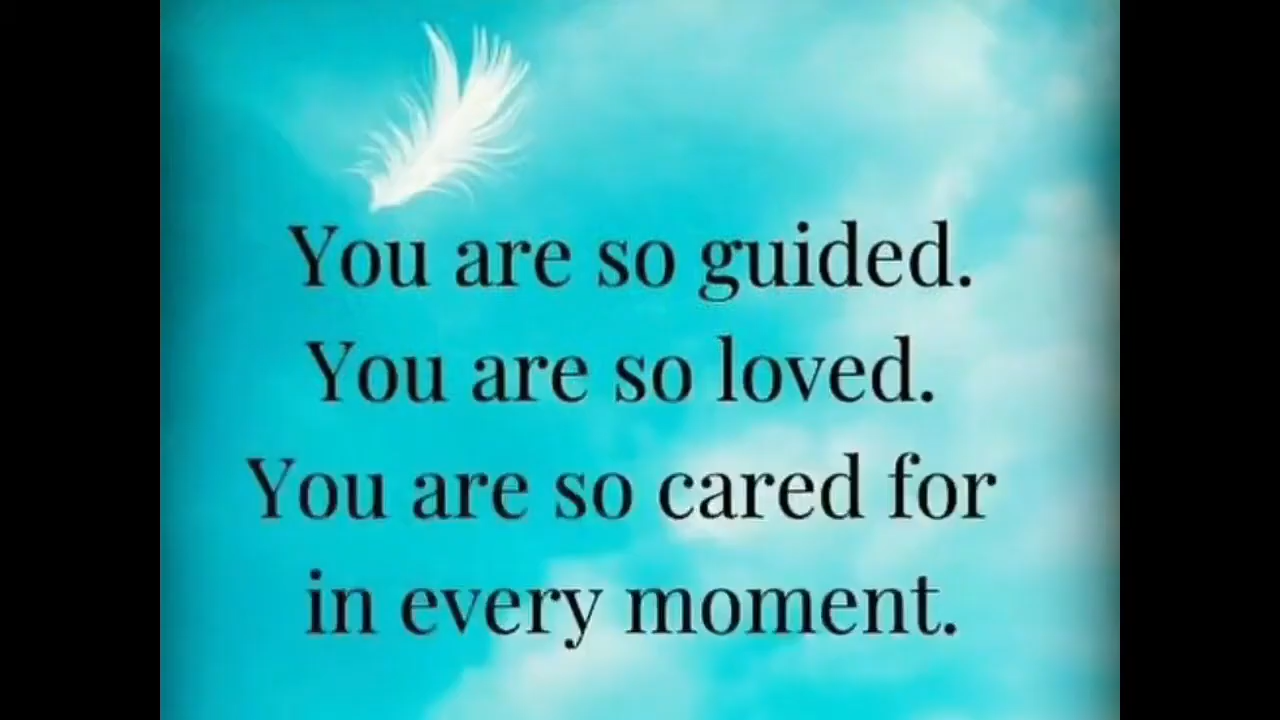 You are so guided.
You are so loved.
You are so cared for
in every moment.